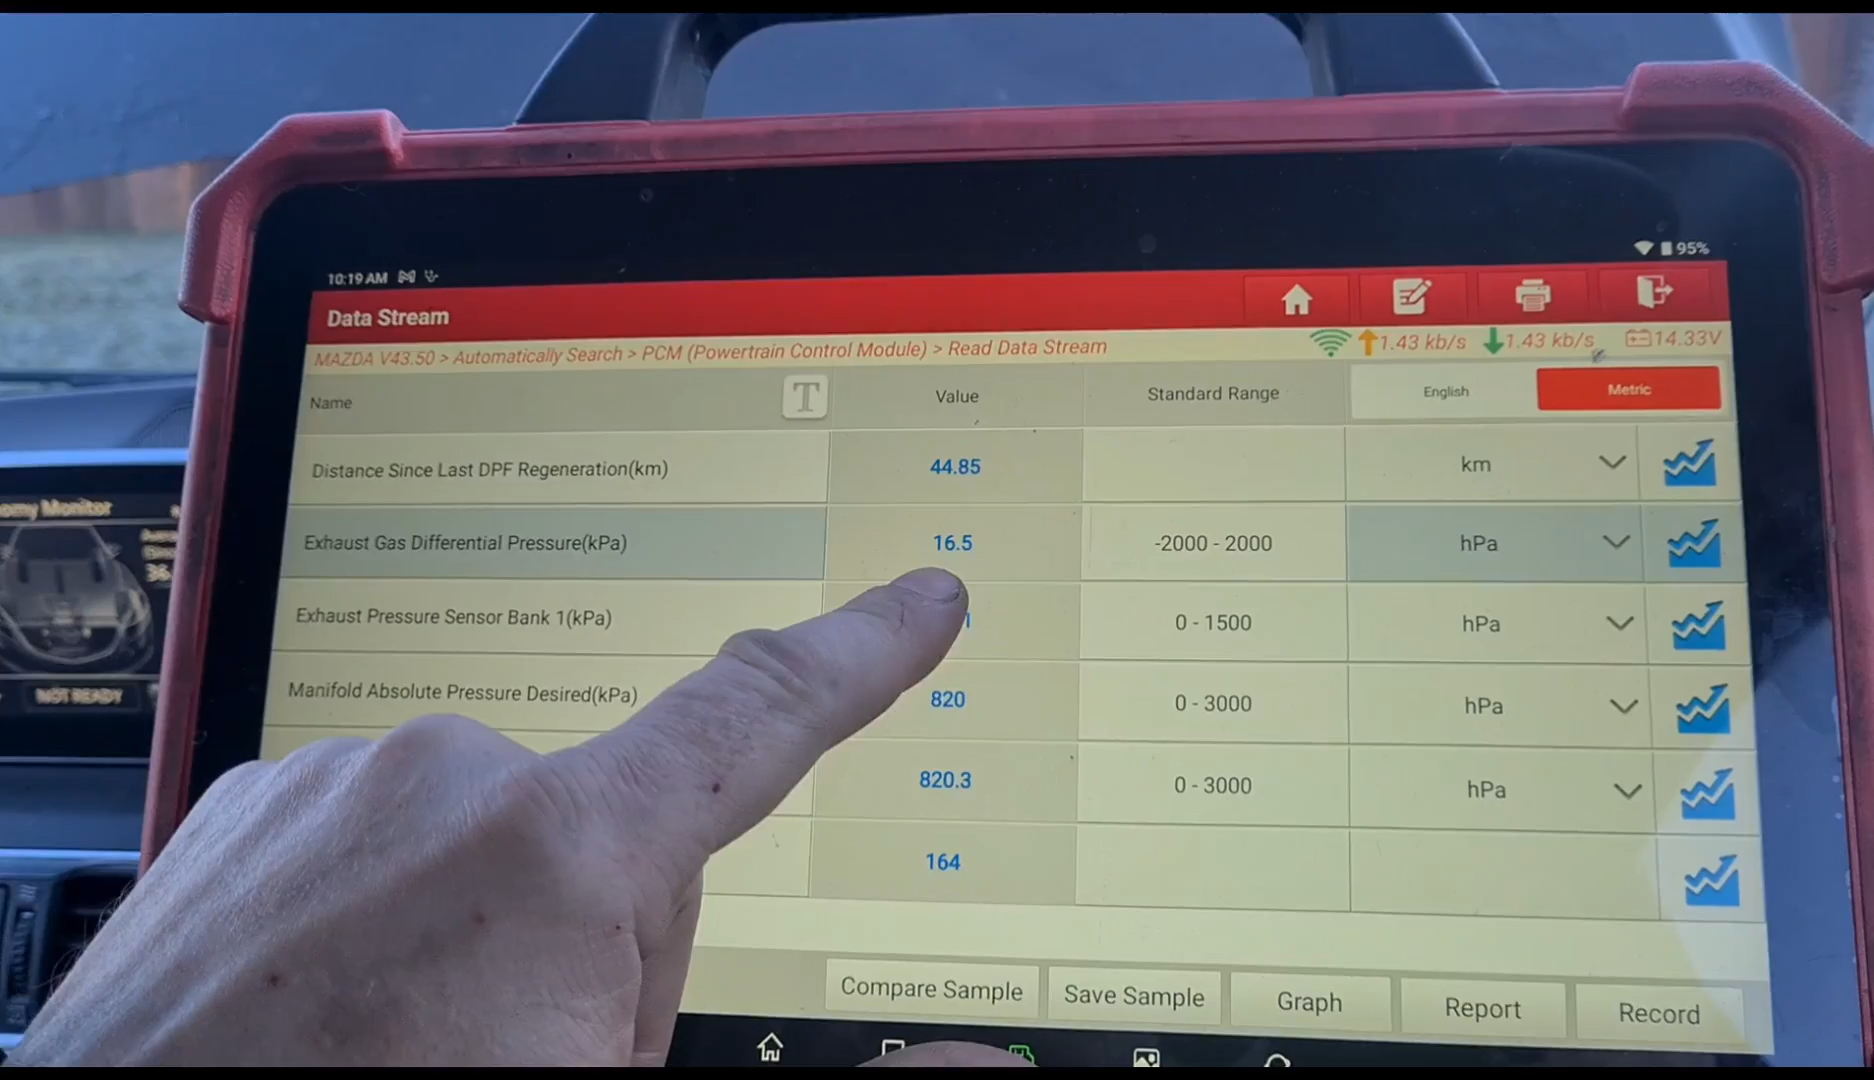 10:19 AM
95%
Data Stream
MAZDA V43.50 > Automatically Search > PCM (Powertrain Control Module) > Read Data Stream
1.43 kb/s 1.43 kb/s 14.33V
Name T Value Standard Range English Metric
Distance Since Last DPF Regeneration(km) 44.85 km
Exhaust Gas Differential Pressure(kPa) 16.5 -2000 - 2000 hPa
Exhaust Pressure Sensor Bank 1(kPa) 0 - 1500 hPa
Manifold Absolute Pressure Desired(kPa) 820 0 - 3000 hPa
820.3 0 - 3000 hPa
164
Compare Sample Save Sample Graph Report Record
Monitor
NOT READY